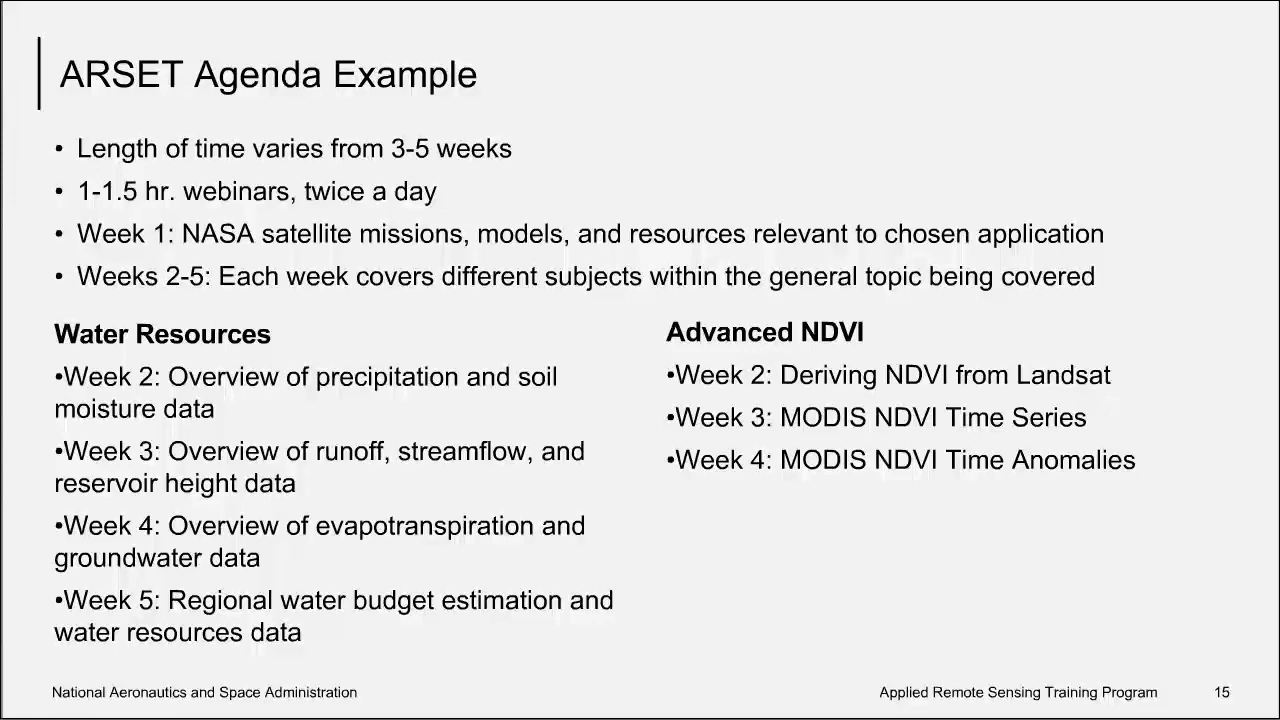 ARSET Agenda Example
• Length of time varies from 3-5 weeks
• 1-1.5 hr. webinars, twice a day
• Week 1: NASA satellite missions, models, and resources relevant to chosen application
• Weeks 2-5: Each week covers different subjects within the general topic being covered
Water Resources
•Week 2: Overview of precipitation and soil
moisture data
•Week 3: Overview of runoff, streamflow, and
reservoir height data
•Week 4: Overview of evapotranspiration and
groundwater data
•Week 5: Regional water budget estimation and
water resources data
Advanced NDVI
•Week 2: Deriving NDVI from Landsat
•Week 3: MODIS NDVI Time Series
•Week 4: MODIS NDVI Time Anomalies
National Aeronautics and Space Administration
Applied Remote Sensing Training Program
15